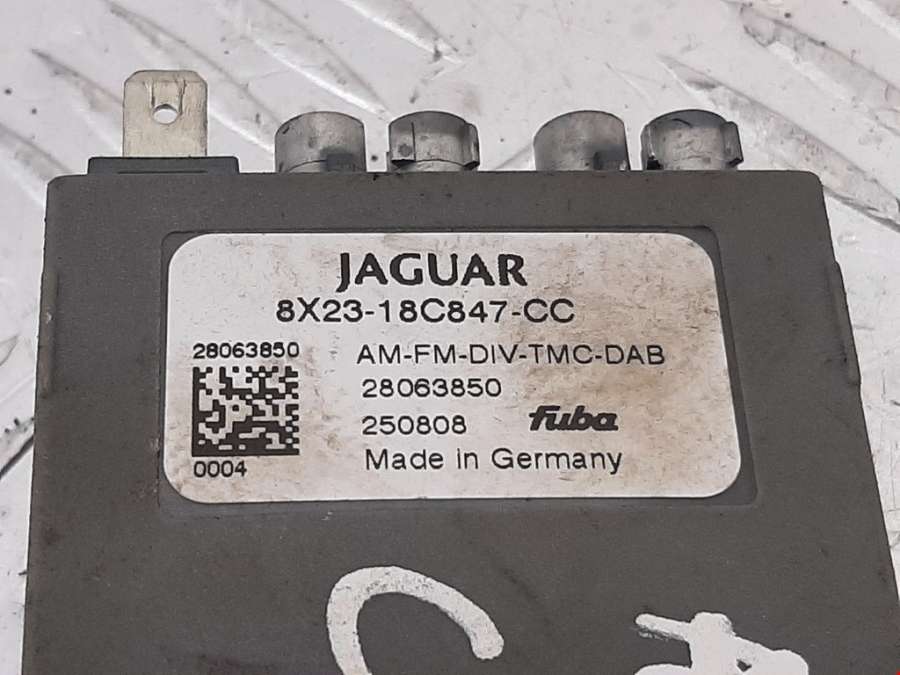 JAGUAR
8X23-18C847-CC
28063850
AM-FM-DIV-TMC-DAB
28063850
250808 fuba
0004
Made in Germany